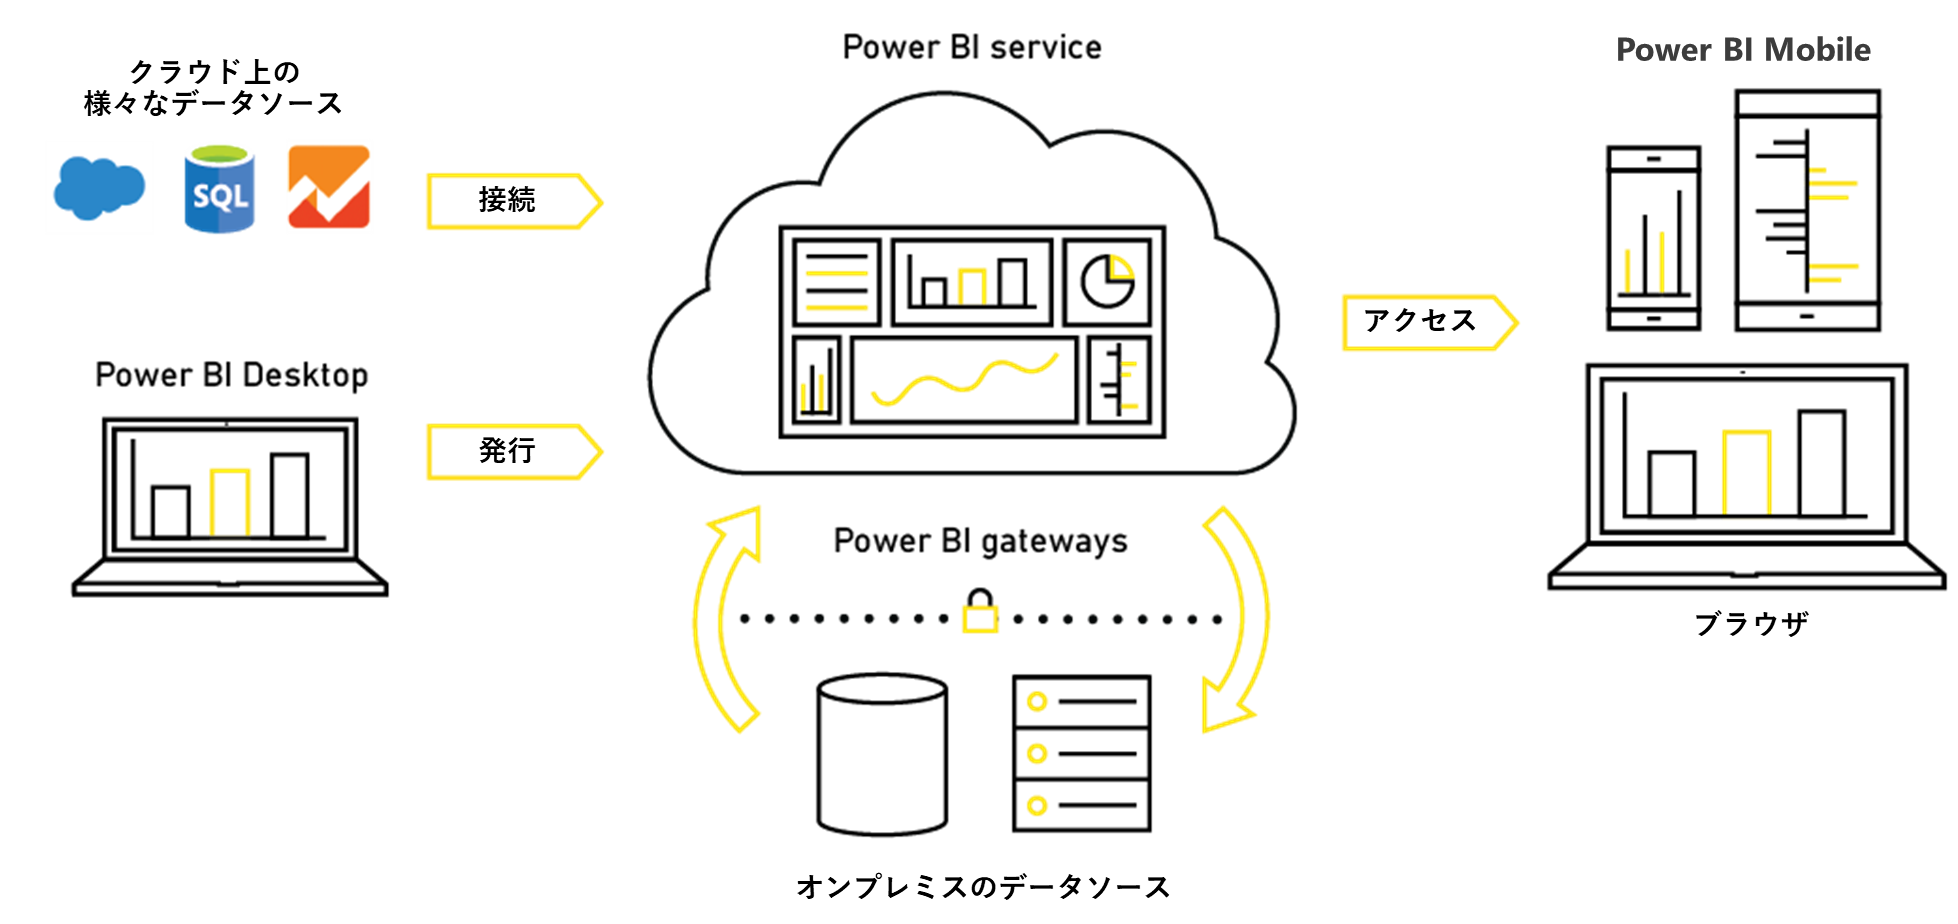 クラウド上の
様々なデータソース
SQL
接続
Power BI Desktop
発行
Power BI service
Power BI gateways
オンプレミスのデータソース
アクセス
Power BI Mobile
ブラウザ